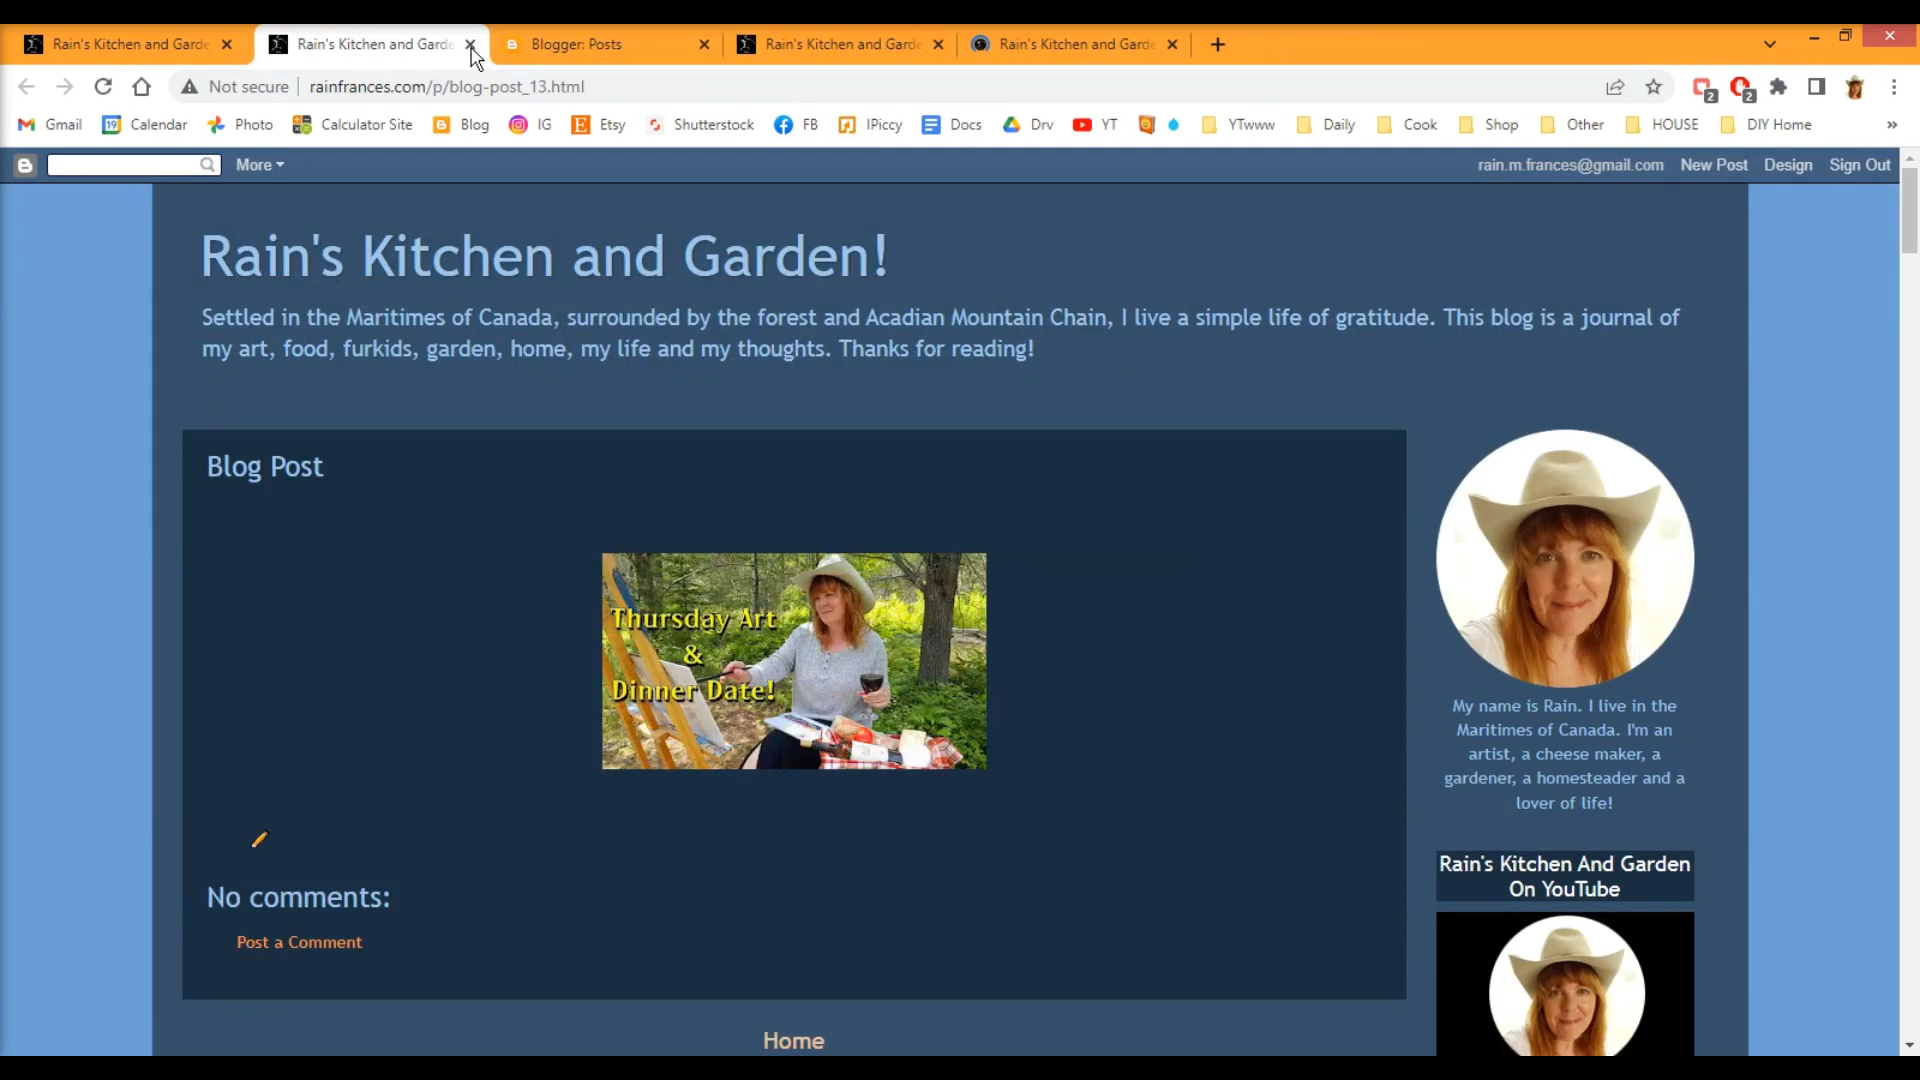 Rain's Kitchen and Garde
Rain's Kitchen and Garde
Blogger: Posts
Rain's Kitchen and Garde
Rain's Kitchen and Garde
Not secure
rainfrances.com/p/blog-post_13.html
2
2
Gmail
19
Calendar
Photo
Calculator Site
Blog
IG
Etsy
Shutterstock
FB
IPiccy
Docs
Drv
YT
YTwww
Daily
Cook
Shop
Other
HOUSE
DIY Home
More
rain.m.frances@gmail.com
New Post
Design
Sign Out
Rain's Kitchen and Garden!
Settled in the Maritimes of Canada, surrounded by the forest and Acadian Mountain Chain, I live a simple life of gratitude. This blog is a journal of
my art, food, furkids, garden, home, my life and my thoughts. Thanks for reading!
Blog Post
Thursday Art
&
Dinner Date!
No comments:
Post a Comment
Home
My name is Rain. I live in the
Maritimes of Canada. I'm an
artist, a cheese maker, a
gardener, a homesteader and a
lover of life!
Rain's Kitchen And Garden
On YouTube